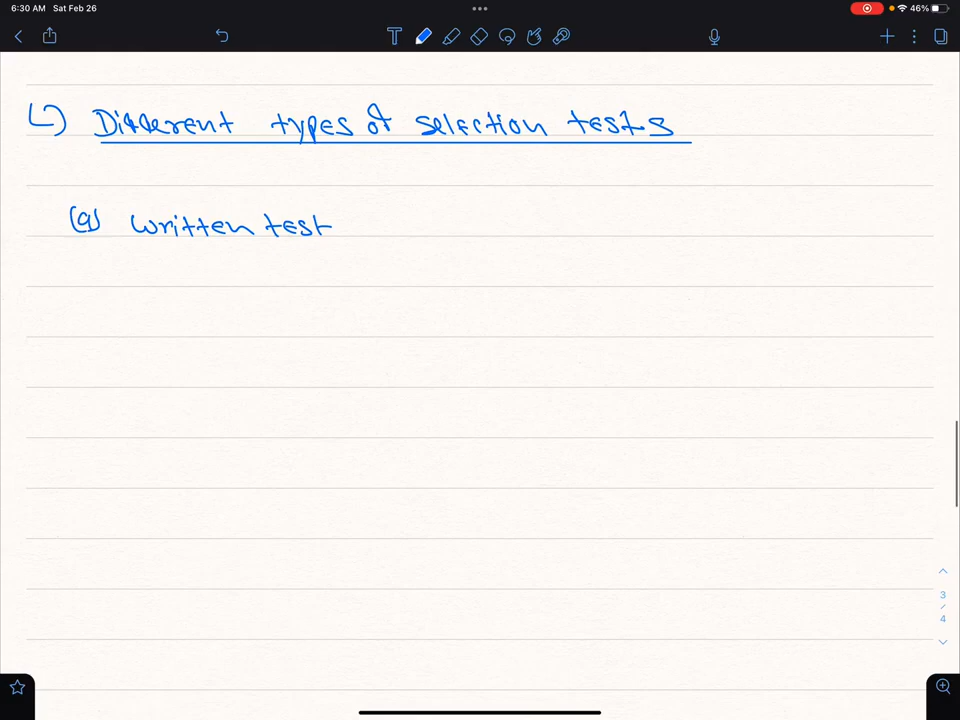 6:30 AM Sat Feb 26
46%
Different types of selection tests
(a) written test
3
/
4